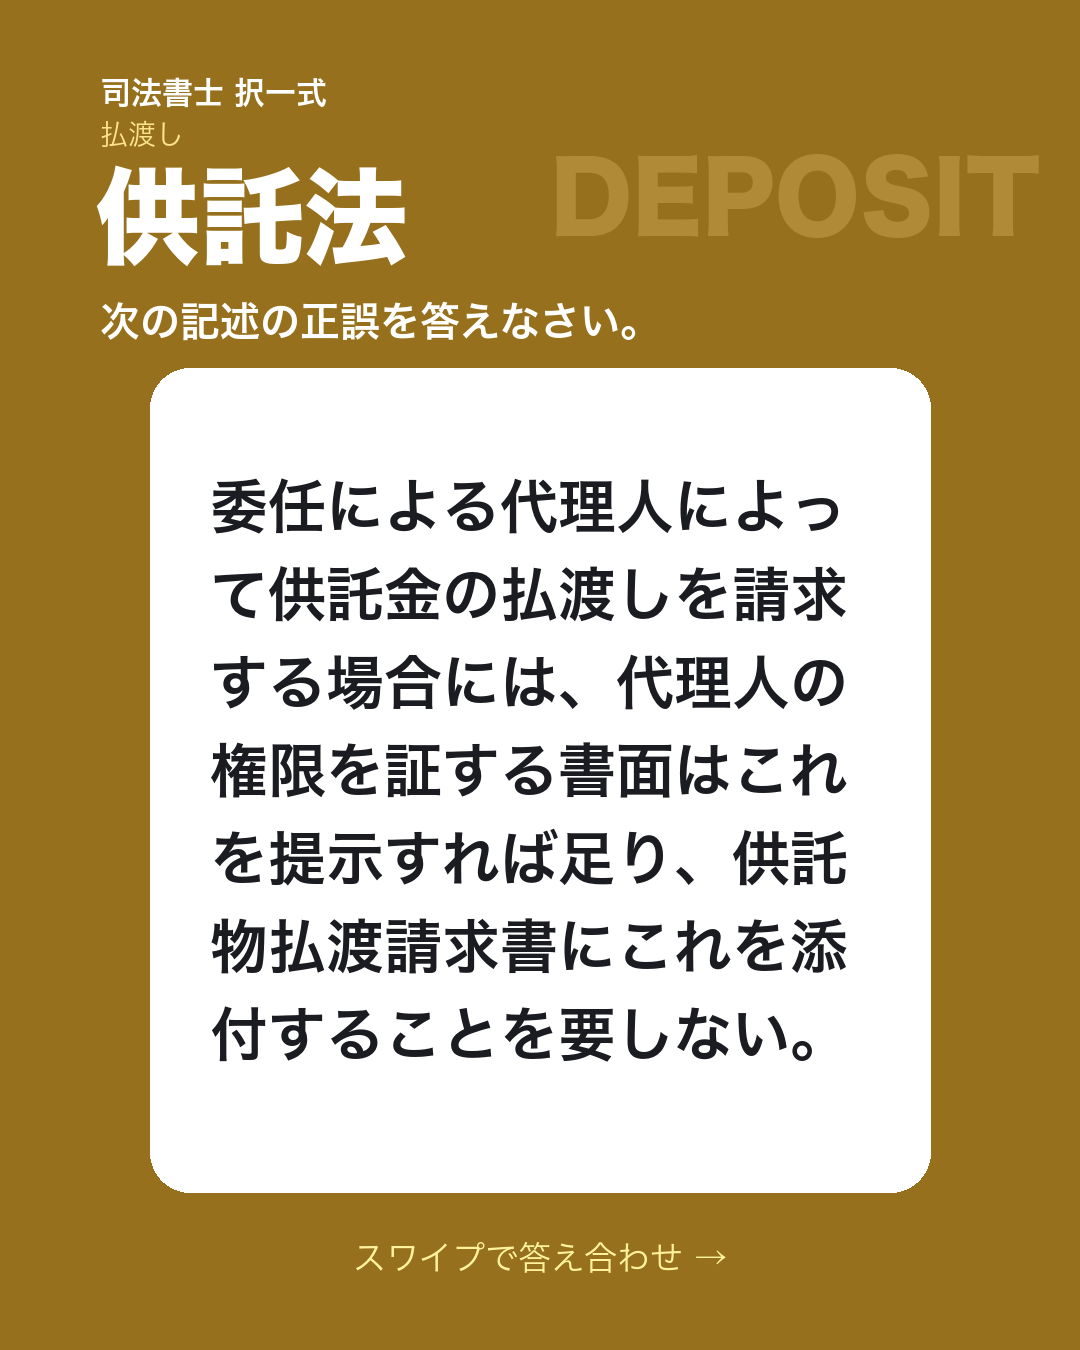 司法書士 択一式
払渡し
供託法
DEPOSIT
次の記述の正誤を答えなさい。
委任による代理人によっ
て供託金の払渡しを請求
する場合には、代理人の
権限を証する書面はこれ
を提示すれば足り、供託
物払渡請求書にこれを添
付することを要しない。
スワイプで答え合わせ →